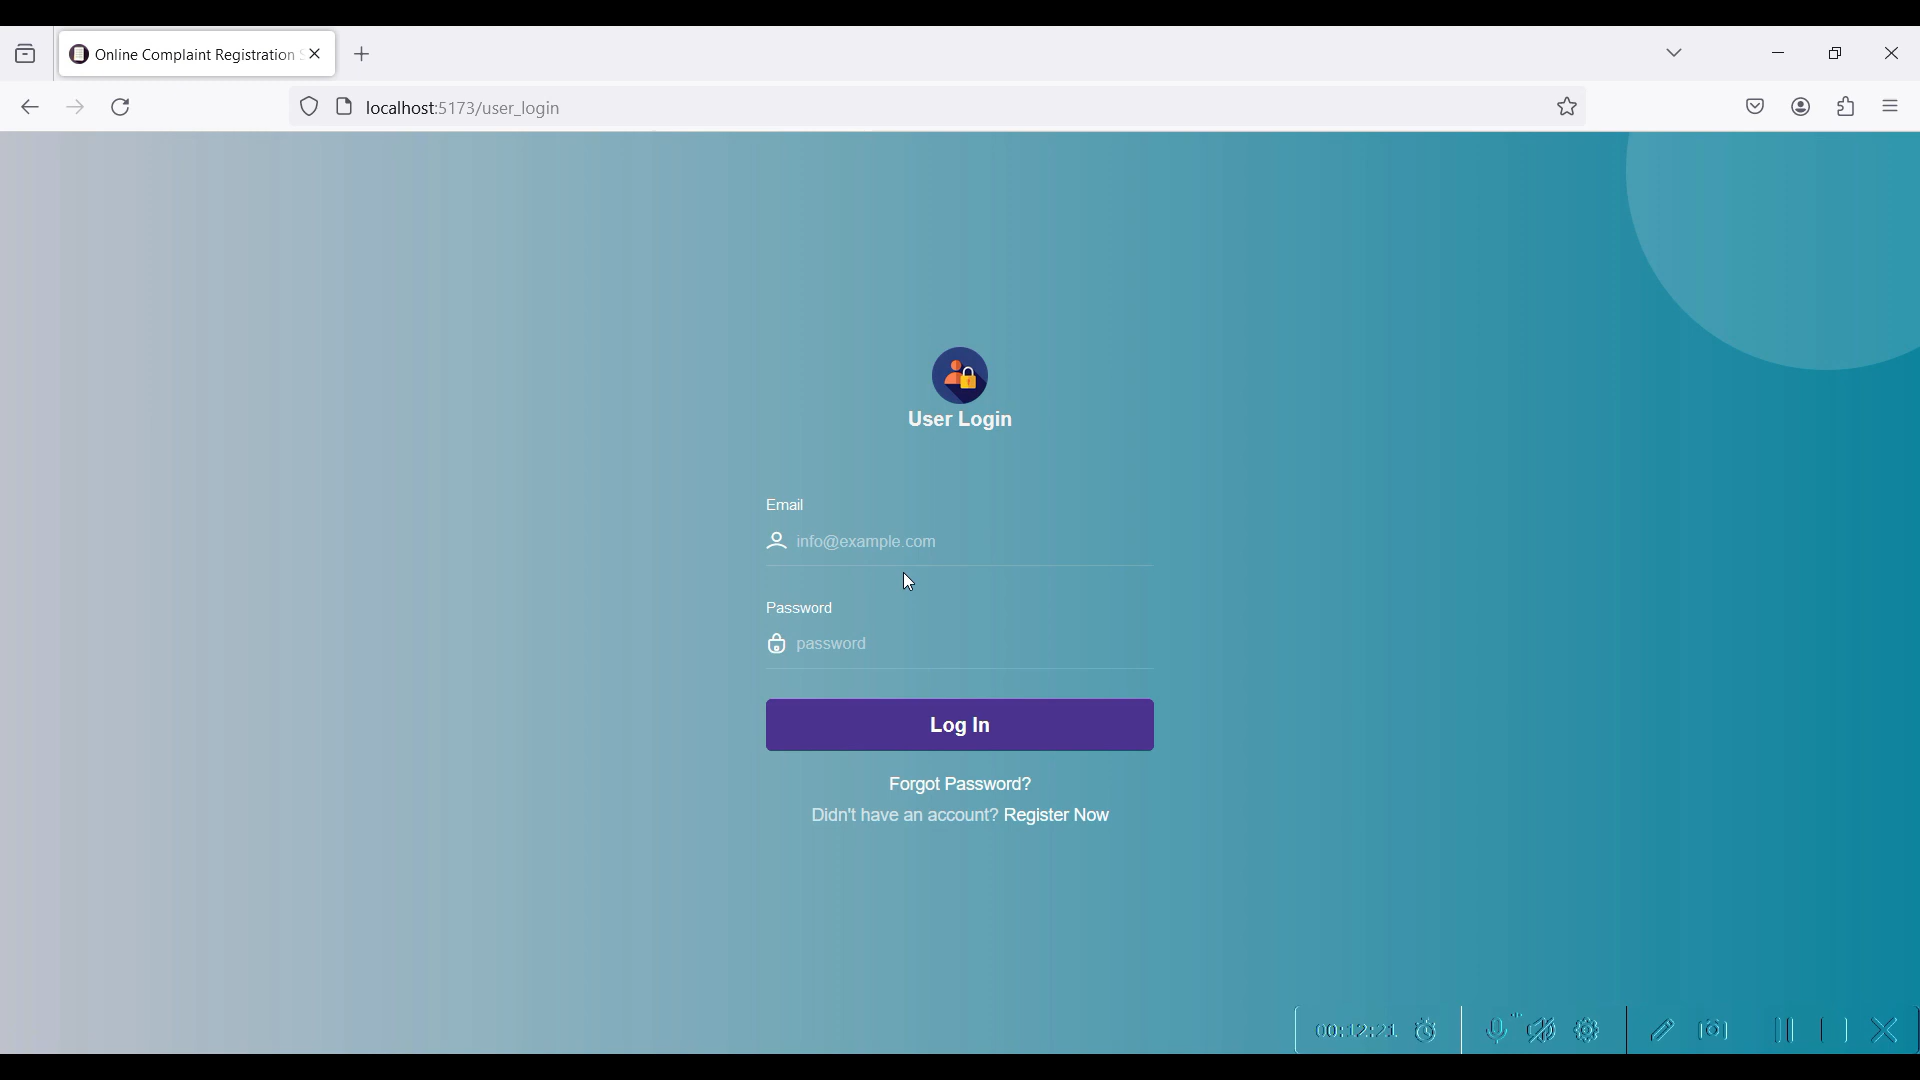 Online Complaint Registration
localhost:5173/user_login
User Login
Email
info@example.com
Password
password
Log In
Forgot Password?
Didn't have an account? Register Now
00:12:21